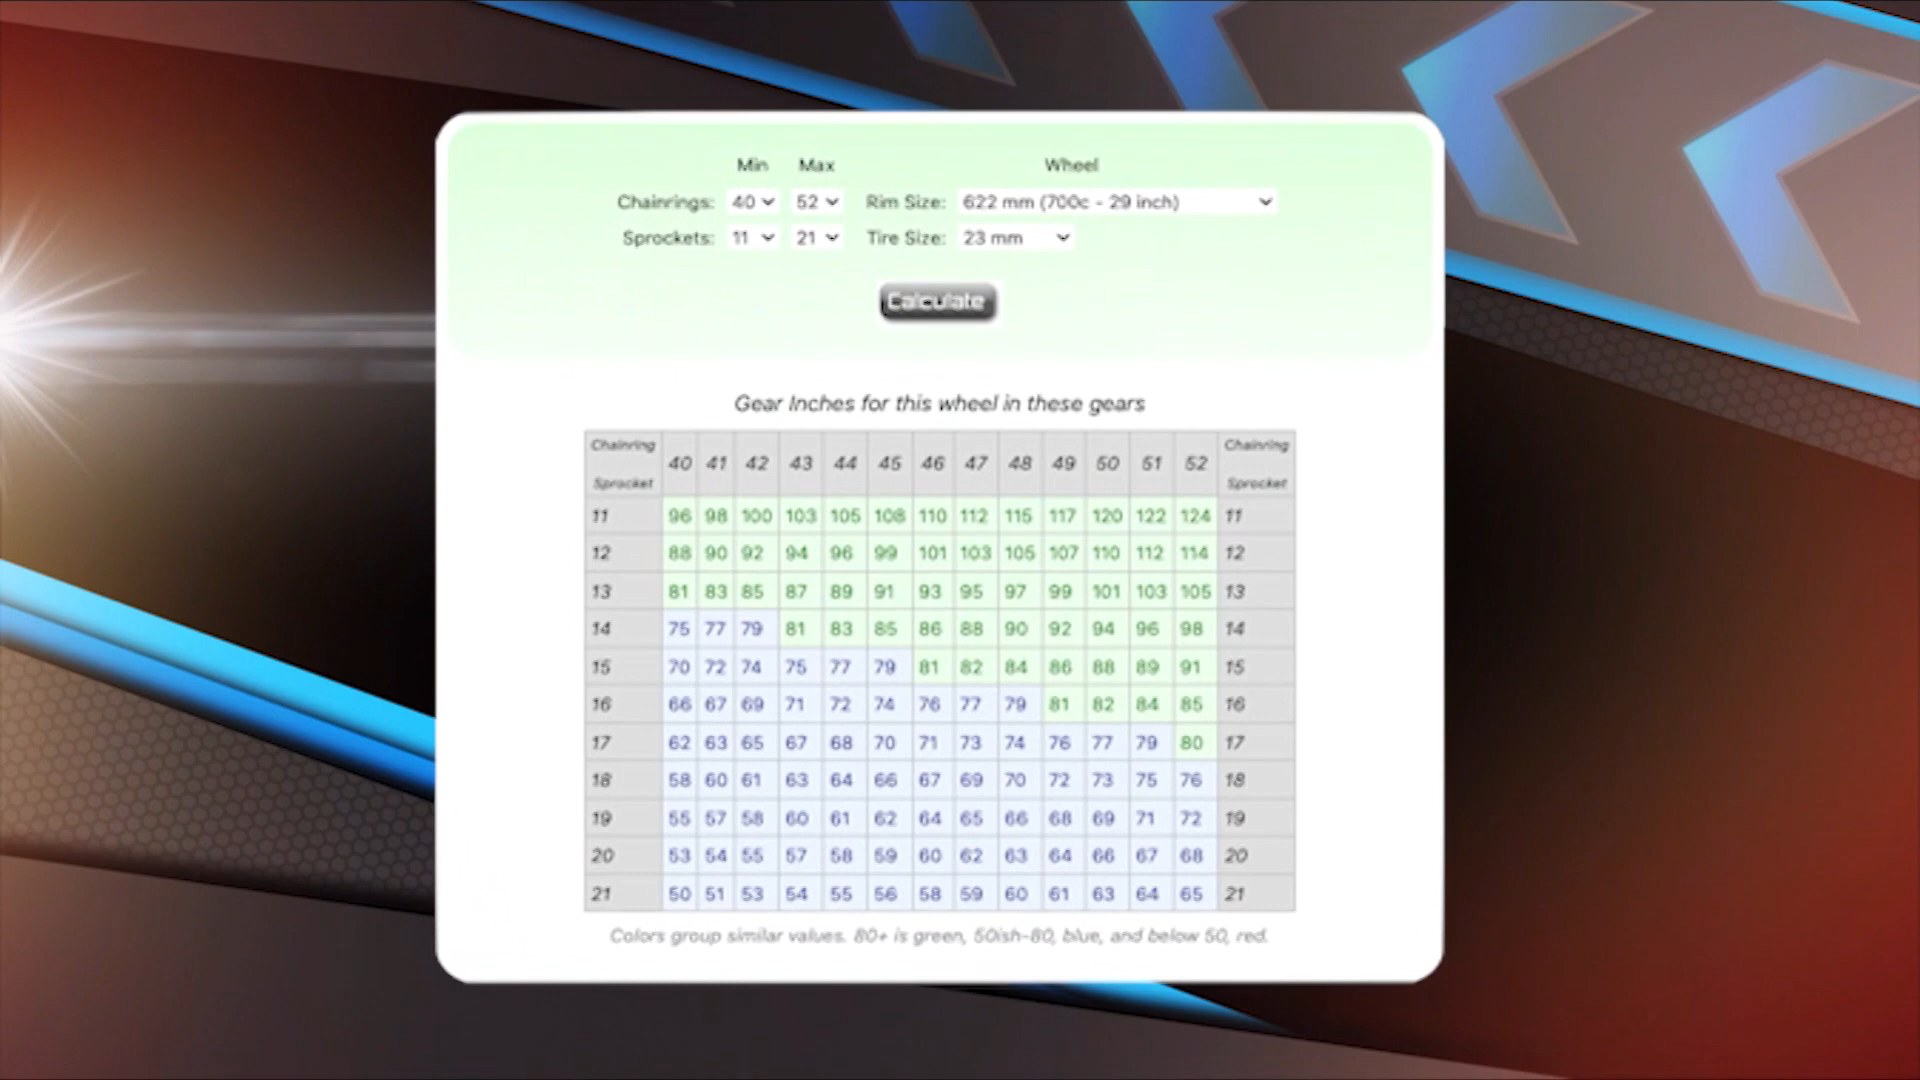 Min Max Wheel
Chainrings: 40 52 Rim Size: 622 mm (700c - 29 inch)
Sprockets: 11 21 Tire Size: 23 mm
Calculate
Gear Inches for this wheel in these gears
Chainring Chainring
40 41 42 43 44 45 46 47 48 49 50 51 52
Sprocket Sprocket
11 96 98 100 103 105 108 110 112 115 117 120 122 124 11
12 88 90 92 94 96 99 101 103 105 107 110 112 114 12
13 81 83 85 87 89 91 93 95 97 99 101 103 105 13
14 75 77 79 81 83 85 86 88 90 92 94 96 98 14
15 70 72 74 75 77 79 81 82 84 86 88 89 91 15
16 66 67 69 71 72 74 76 77 79 81 82 84 85 16
17 62 63 65 67 68 70 71 73 74 76 77 79 80 17
18 58 60 61 63 64 66 67 69 70 72 73 75 76 18
19 55 57 58 60 61 62 64 65 66 68 69 71 72 19
20 53 54 55 57 58 59 60 62 63 64 66 67 68 20
21 50 51 53 54 55 56 58 59 60 61 63 64 65 21
Colors group similar values. 80+ is green, 50ish-80, blue, and below 50, red.